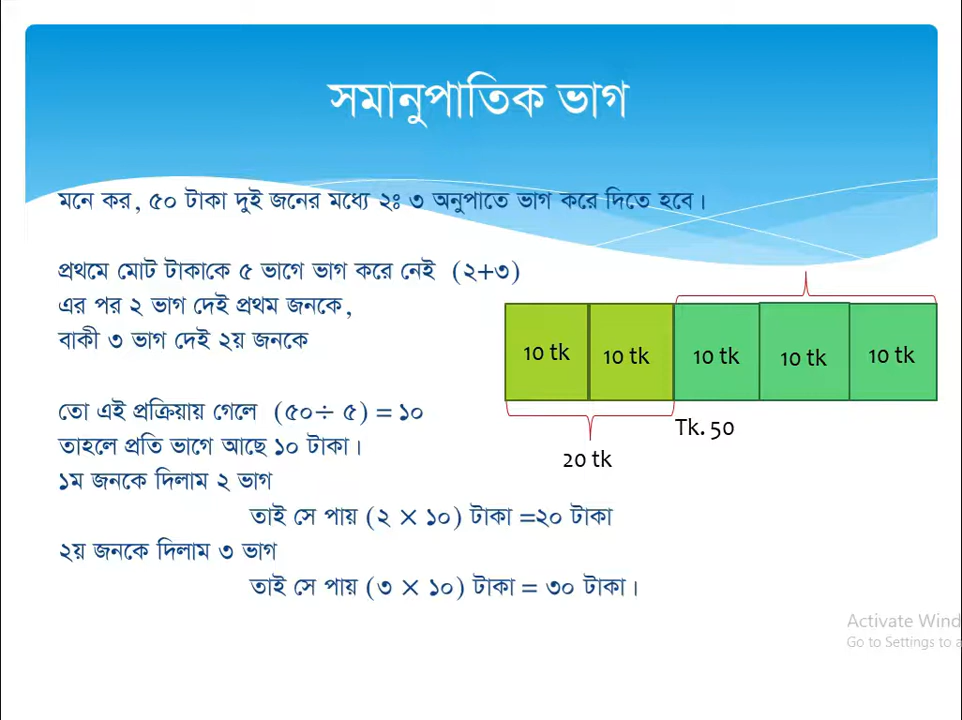 সমানুপাতিক ভাগ
মনে কর, ৫০ টাকা দুই জনের মধ্যে ২ঃ ৩ অনুপাতে ভাগ করে দিতে হবে।
প্রথমে মোট টাকাকে ৫ ভাগে ভাগ করে নেই (২+৩)
এর পর ২ ভাগ দেই প্রথম জনকে,
বাকী ৩ ভাগ দেই ২য় জনকে
10 tk 10 tk 10 tk 10 tk 10 tk
তো এই প্রক্রিয়ায় গেলে (৫০÷ ৫) = ১০
Tk. 50
তাহলে প্রতি ভাগে আছে ১০ টাকা।
20 tk
১ম জনকে দিলাম ২ ভাগ
তাই সে পায় (২ × ১০) টাকা =২০ টাকা
২য় জনকে দিলাম ৩ ভাগ
তাই সে পায় (৩ × ১০) টাকা = ৩০ টাকা।
Activate Wind
Go to Settings to a